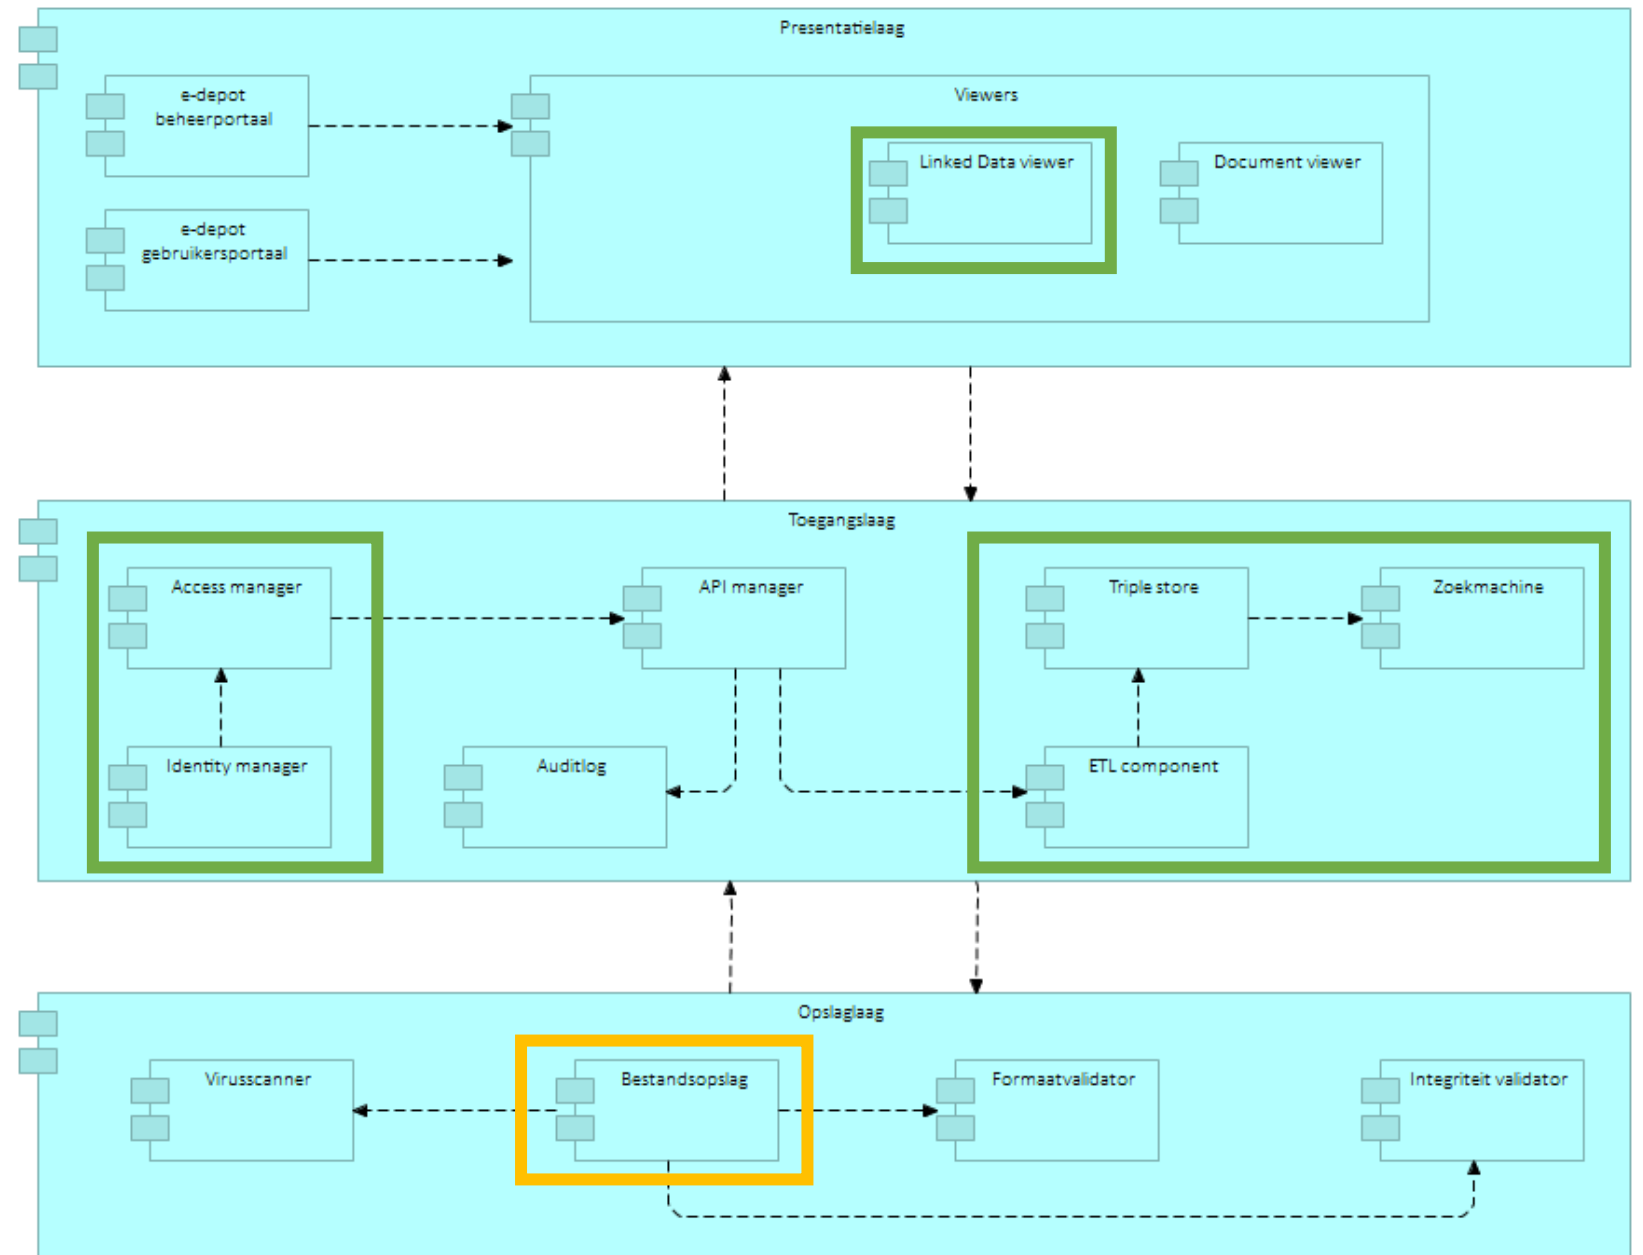 Presentatielaag
e-depot
beheerportaal
Viewers
Linked Data viewer
Document viewer
e-depot
gebruikersportaal
Toegangslaag
Access manager
API manager
Triple store
Zoekmachine
Identity manager
Auditlog
ETL component
Opslaglaag
Virusscanner
Bestandsopslag
Formaatvalidator
Integriteit validator